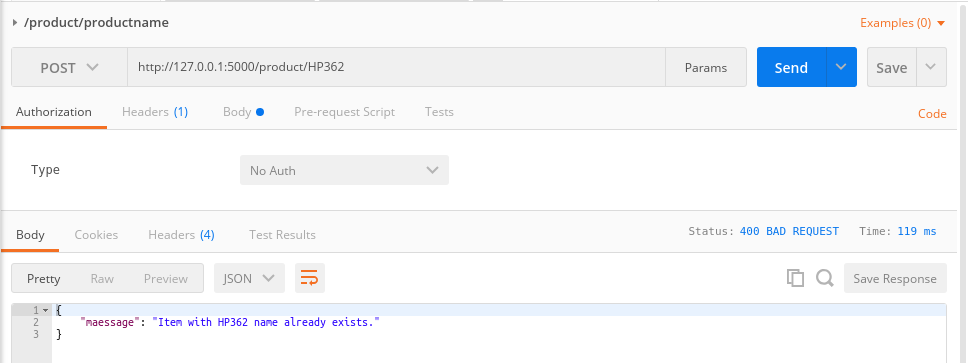 /product/productname Examples (0)
POST http://127.0.0.1:5000/product/HP362 Params Send Save
Authorization Headers (1) Body Pre-request Script Tests Code
Type No Auth
Body Cookies Headers (4) Test Results Status: 400 BAD REQUEST Time: 119 ms
Pretty Raw Preview JSON Save Response
1 {
2 "maessage": "Item with HP362 name already exists."
3 }